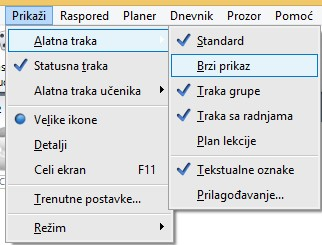 Prikaži Raspored Planer Dnevnik Prozor Pomoć
Alatna traka
Statusna traka
Alatna traka učenika
Velike ikone
Detalji
Celi ekran F11
Trenutne postavke...
Režim
Standard
Brzi prikaz
Traka grupe
Traka sa radnjama
Plan lekcije
Tekstualne oznake
Prilagođavanje...